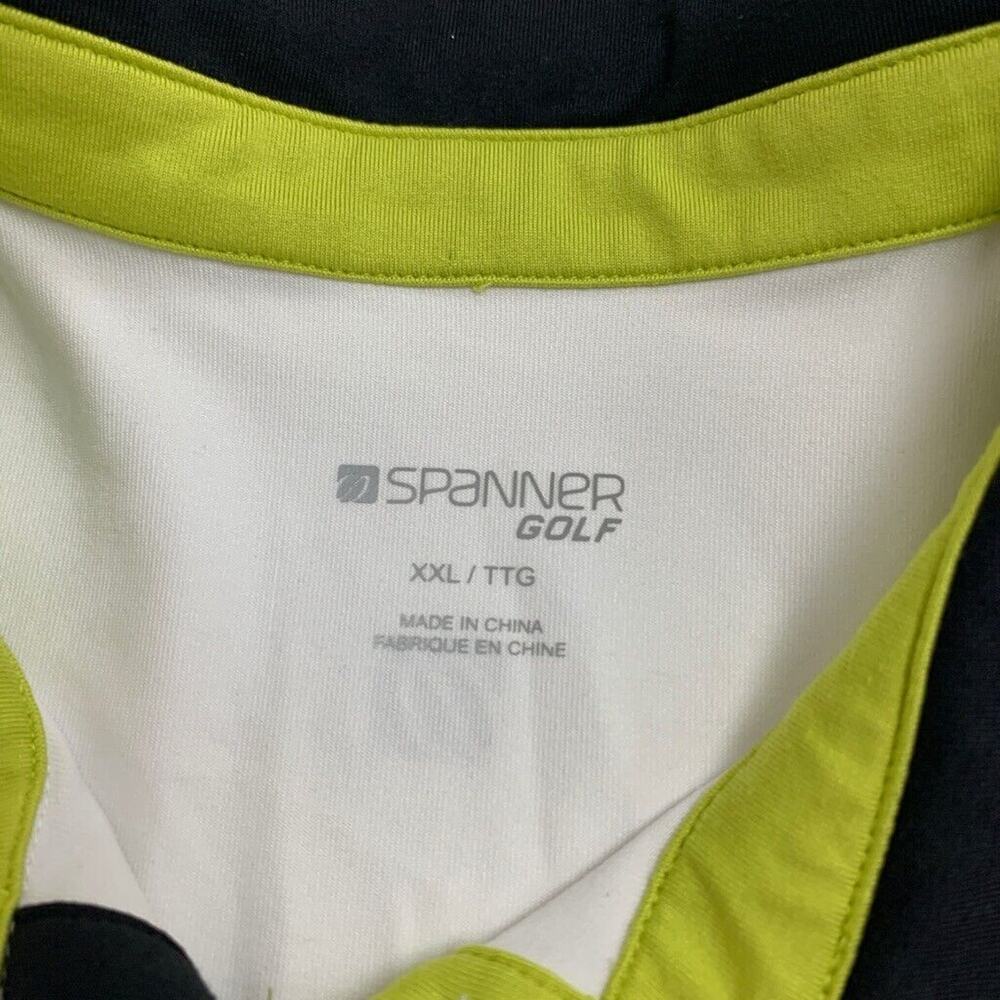 SPANNER
GOLF
XXL / TTG
MADE IN CHINA
FABRIQUE EN CHINE